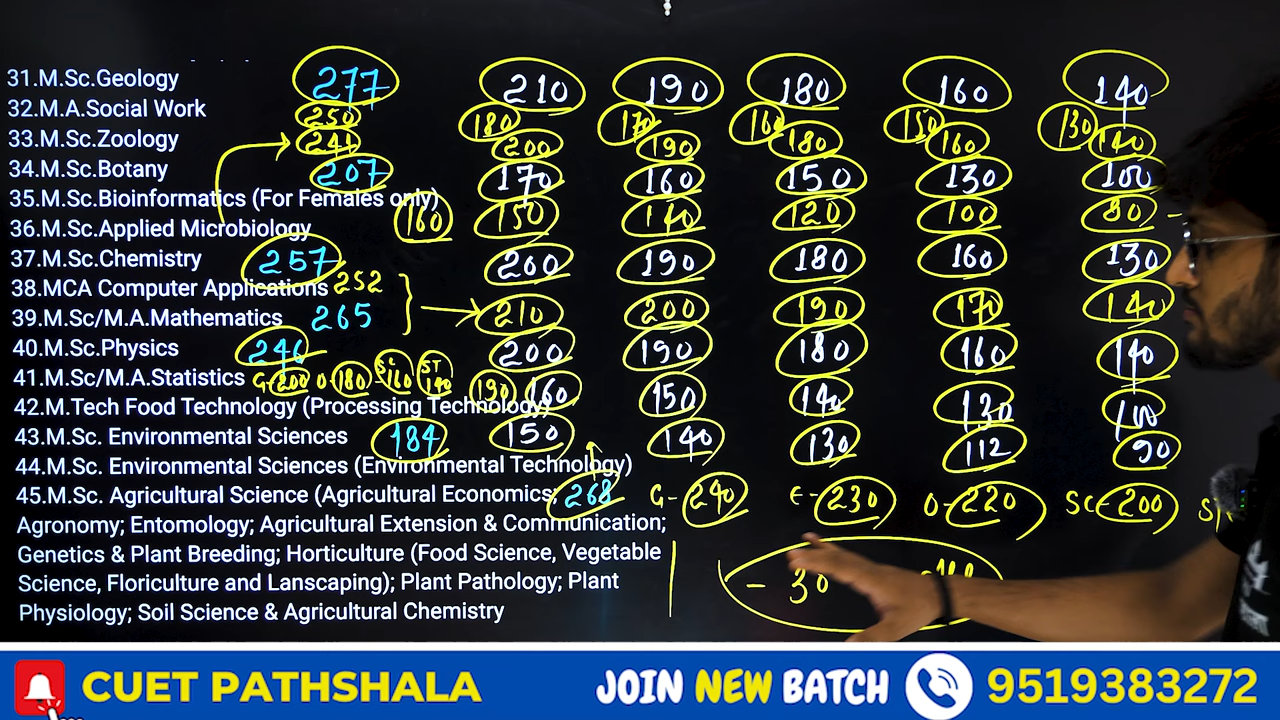 31.M.Sc.Geology 277 210 190 180 160 140
32.M.A.Social Work 250 180 170 160 150 130
33.M.Sc.Zoology 200 190 180 160 140
34.M.Sc.Botany 207 170 160 150 130 100
35.M.Sc.Bioinformatics (For Females only)
36.M.Sc.Applied Microbiology 160 150 140 120 100 80 -
37.M.Sc.Chemistry 257 200 190 180 160 130
38.MCA Computer Applications 252
39.M.Sc/M.A.Mathematics 265 210 200 190 170 140
40.M.Sc.Physics 246 200 190 180 160 140
41.M.Sc/M.A.Statistics G-200 O 180 SC 160 ST 140 190 160 150 140 130 100
42.M.Tech Food Technology (Processing Technology)
43.M.Sc. Environmental Sciences 184 150 140 130 112 90
44.M.Sc. Environmental Sciences (Environmental Technology)
45.M.Sc. Agricultural Science (Agricultural Economics; 268 G-240 E-230 O-220 SC-200
Agronomy; Entomology; Agricultural Extension & Communication;
Genetics & Plant Breeding; Horticulture (Food Science, Vegetable
Science, Floriculture and Lanscaping); Plant Pathology; Plant - 30
Physiology; Soil Science & Agricultural Chemistry
CUET PATHSHALA JOIN NEW BATCH 9519383272